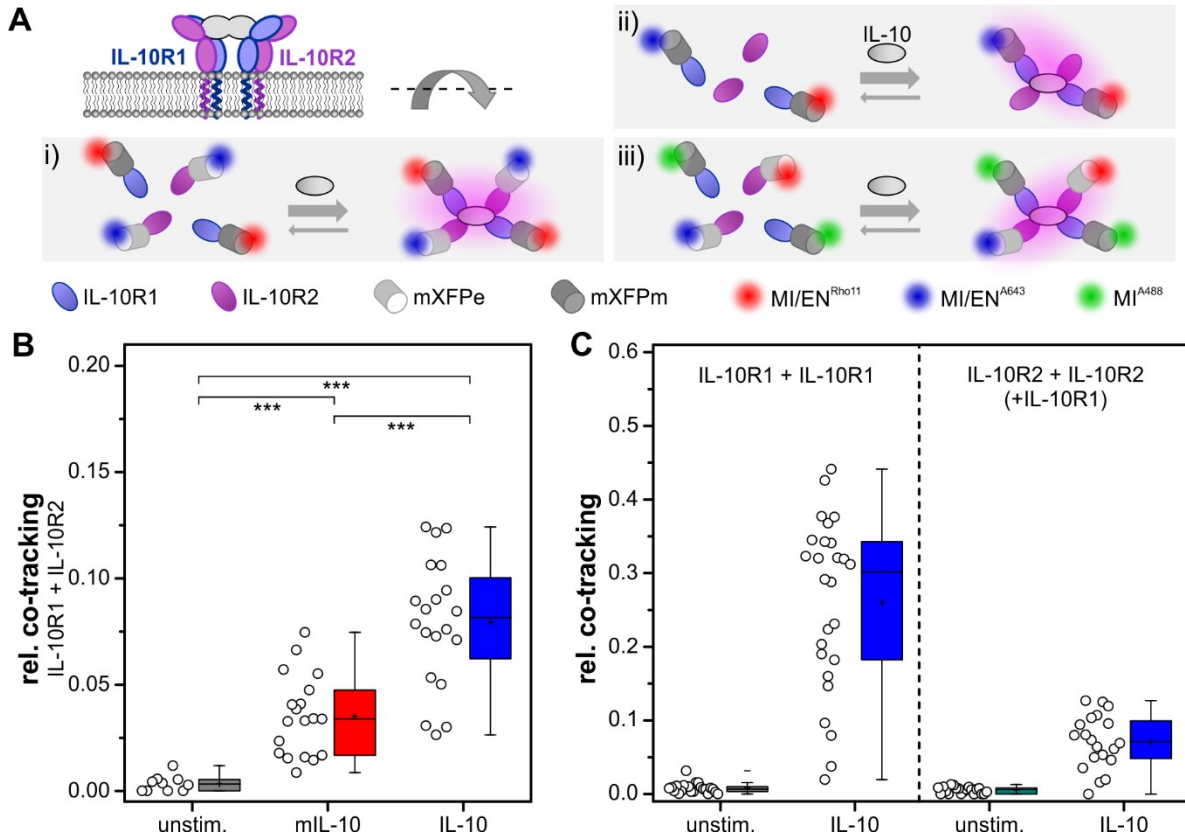 A
IL-10R1
IL-10R2
i)
ii)
IL-10
iii)
IL-10R1
IL-10R2
mXFPe
mXFPm
MI/EN^Rho11
MI/EN^A643
MI^A488
B
rel. co-tracking
IL-10R1 + IL-10R2
0.20
0.15
0.10
0.05
0.00
***
***
***
unstim.
mIL-10
IL-10
C
rel. co-tracking
0.6
0.5
0.4
0.3
0.2
0.1
0.0
IL-10R1 + IL-10R1
IL-10R2 + IL-10R2
(+IL-10R1)
unstim.
IL-10
unstim.
IL-10